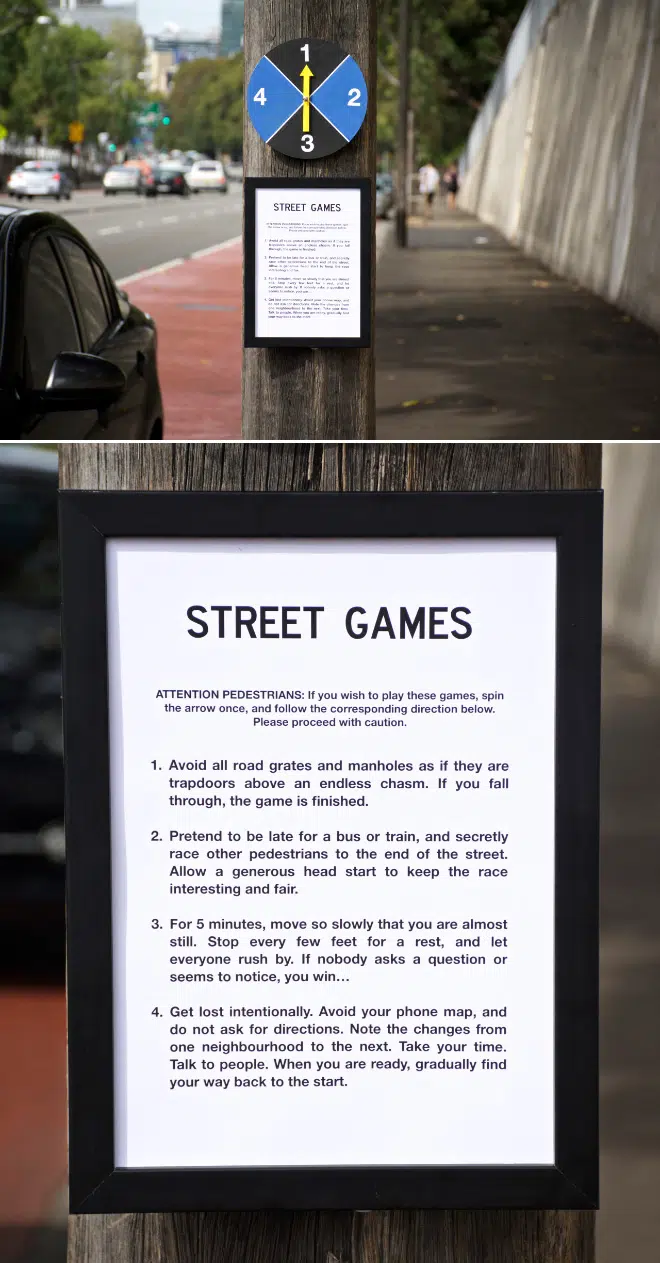 1
4
2
3
STREET GAMES
STREET GAMES
ATTENTION PEDESTRIANS: If you wish to play these games, spin
the arrow once, and follow the corresponding direction below.
Please proceed with caution.
1. Avoid all road grates and manholes as if they are
trapdoors above an endless chasm. If you fall
through, the game is finished.
2. Pretend to be late for a bus or train, and secretly
race other pedestrians to the end of the street.
Allow a generous head start to keep the race
interesting and fair.
3. For 5 minutes, move so slowly that you are almost
still. Stop every few feet for a rest, and let
everyone rush by. If nobody asks a question or
seems to notice, you win...
4. Get lost intentionally. Avoid your phone map, and
do not ask for directions. Note the changes from
one neighbourhood to the next. Take your time.
Talk to people. When you are ready, gradually find
your way back to the start.